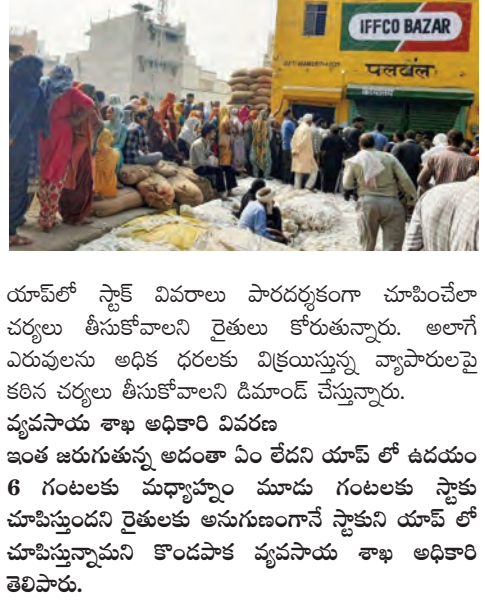 IFFCO BAZAR
पलवल
యాప్‌లో స్టాక్ వివరాలు పారదర్శకంగా చూపించేలా
చర్యలు తీసుకోవాలని రైతులు కోరుతున్నారు. అలాగే
ఎరువులను అధిక ధరలకు విక్రయిస్తున్న వ్యాపారులపై
కఠిన చర్యలు తీసుకోవాలని డిమాండ్ చేస్తున్నారు.
వ్యవసాయ శాఖ అధికారి వివరణ
ఇంత జరుగుతున్న అదంతా ఏం లేదని యాప్ లో ఉదయం
6 గంటలకు మధ్యాహ్నం మూడు గంటలకు స్టాకు
చూపిస్తుందని రైతులకు అనుగుణంగానే స్టాకుని యాప్ లో
చూపిస్తున్నామని కొండపాక వ్యవసాయ శాఖ అధికారి
తెలిపారు.